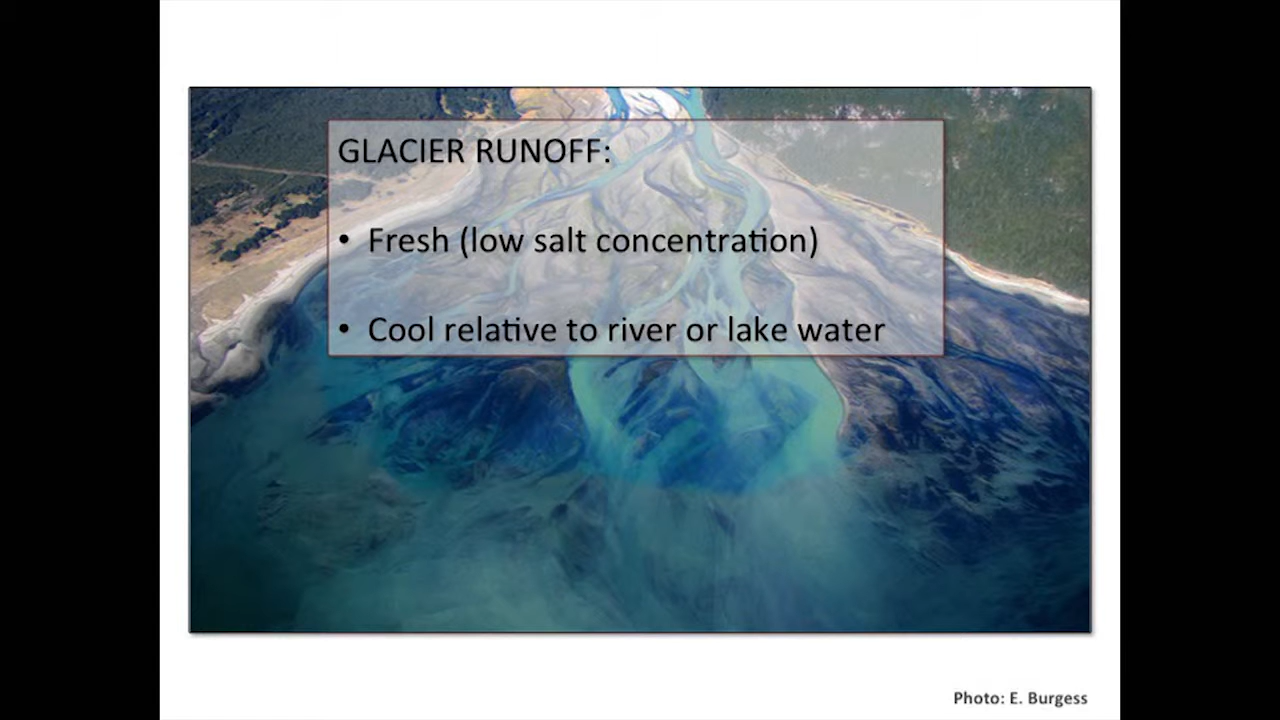 GLACIER RUNOFF:
• Fresh (low salt concentration)
• Cool relative to river or lake water
Photo: E. Burgess